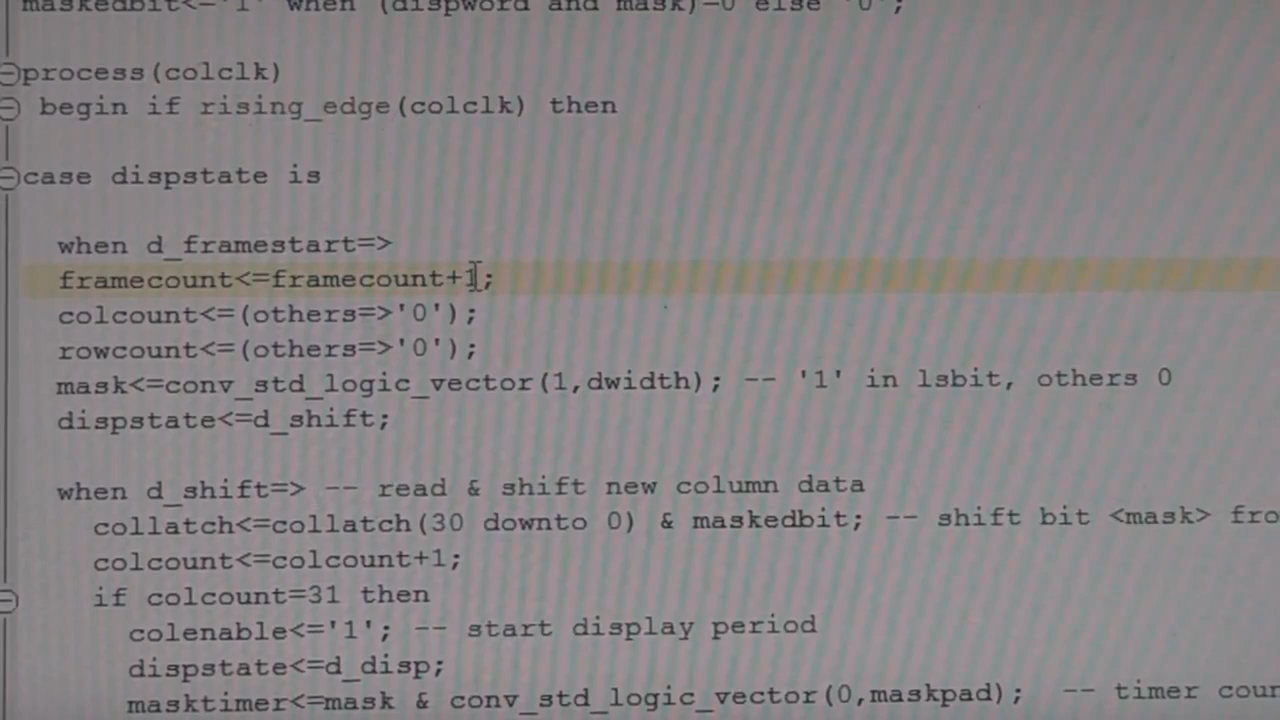 maskedbit<='1' when (dispword and mask)=0 else '0';
process(colclk)
begin if rising_edge(colclk) then
case dispstate is
when d_framestart=>
framecount<=framecount+1;
colcount<=(others=>'0');
rowcount<=(others=>'0');
mask<=conv_std_logic_vector(1,dwidth); -- '1' in lsbit, others 0
dispstate<=d_shift;
when d_shift=> -- read & shift new column data
collatch<=collatch(30 downto 0) & maskedbit; -- shift bit <mask> fro
colcount<=colcount+1;
if colcount=31 then
colenable<='1'; -- start display period
dispstate<=d_disp;
masktimer<=mask & conv_std_logic_vector(0,maskpad); -- timer cour